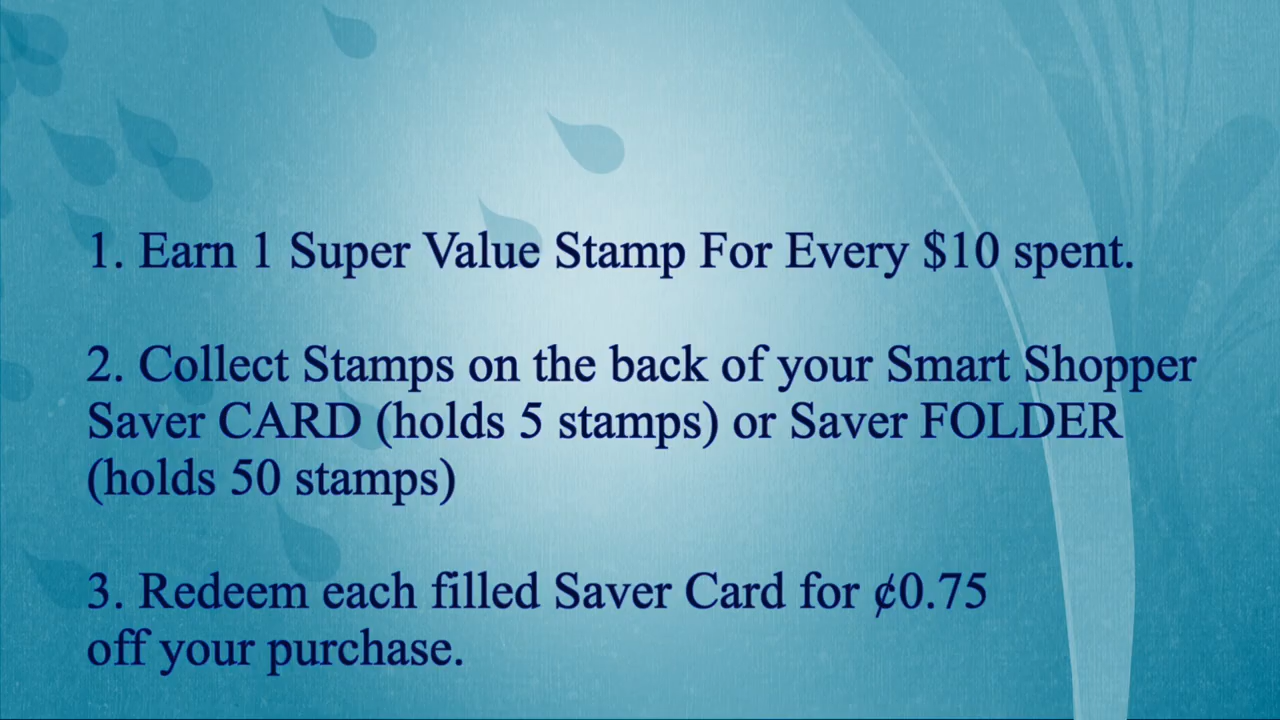 1. Earn 1 Super Value Stamp For Every $10 spent.
2. Collect Stamps on the back of your Smart Shopper
Saver CARD (holds 5 stamps) or Saver FOLDER
(holds 50 stamps)
3. Redeem each filled Saver Card for ¢0.75
off your purchase.